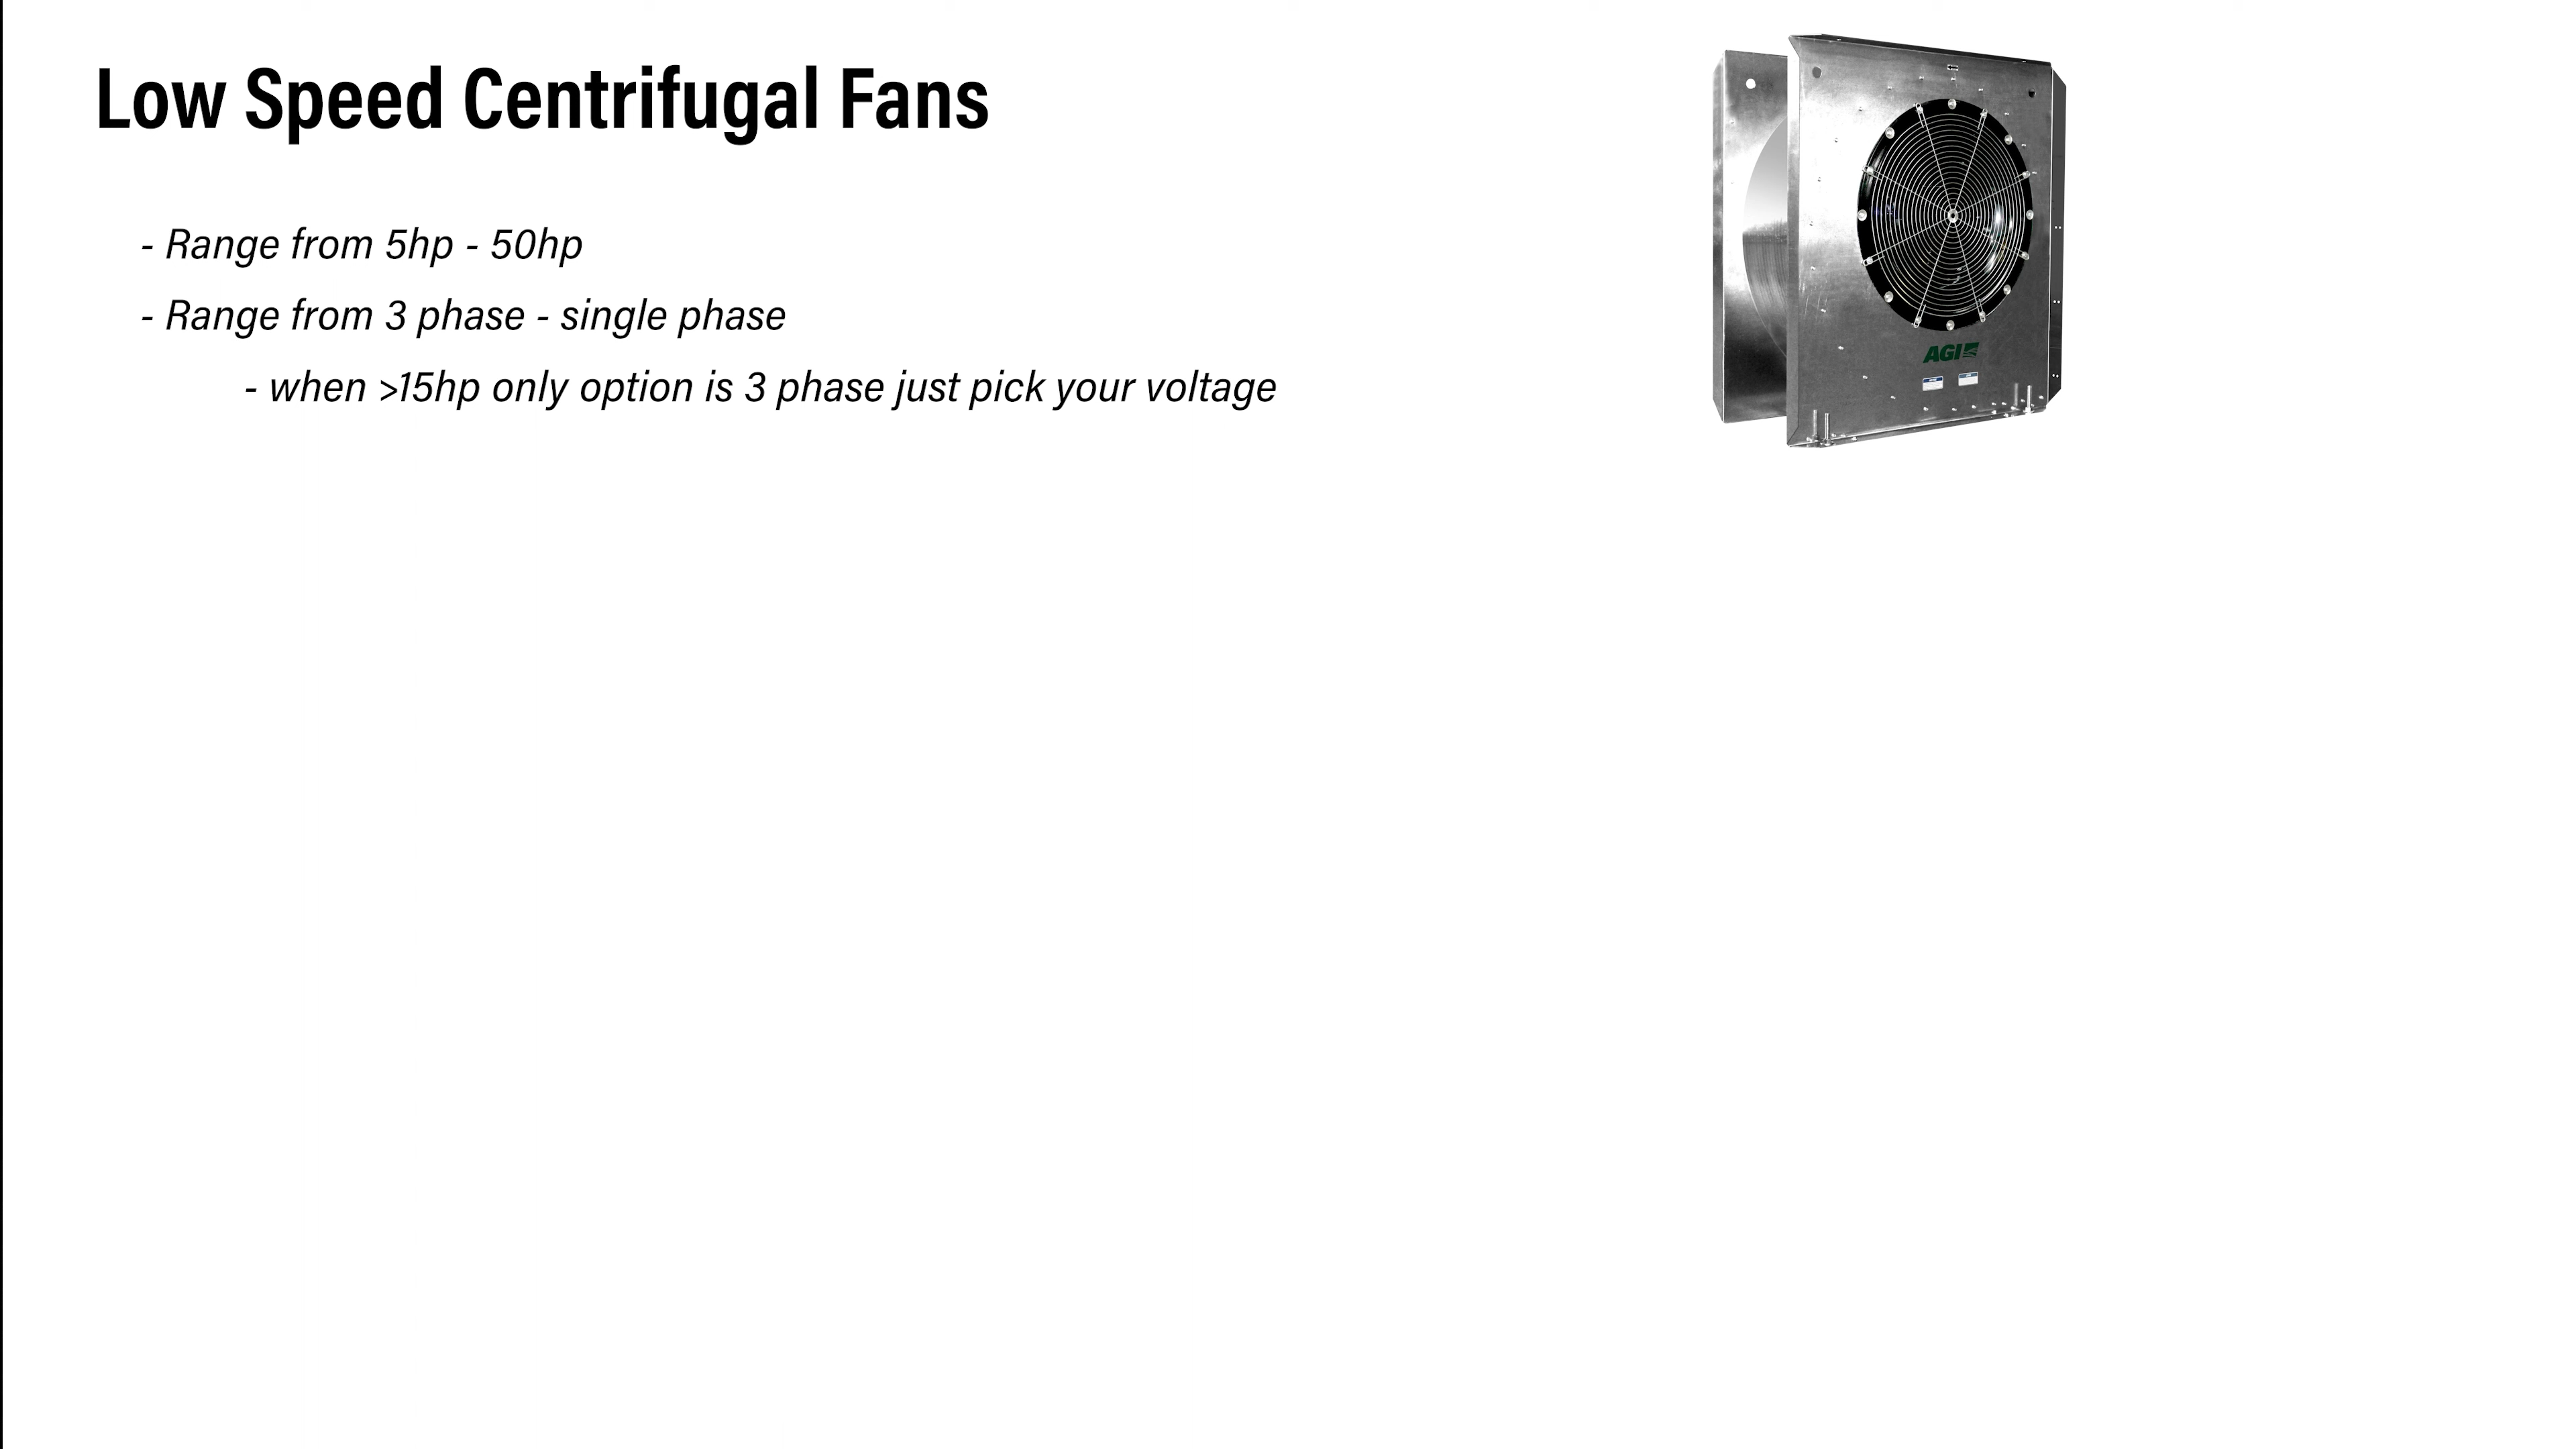 Low Speed Centrifugal Fans
- Range from 5hp - 50hp
- Range from 3 phase - single phase
- when >15hp only option is 3 phase just pick your voltage
AGI